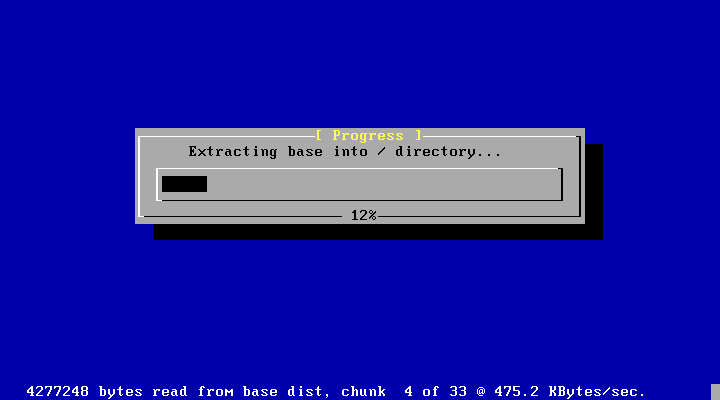 [ Progress ]
Extracting base into / directory...
12%
4277248 bytes read from base dist, chunk  4 of 33 @ 475.2 KBytes/sec.